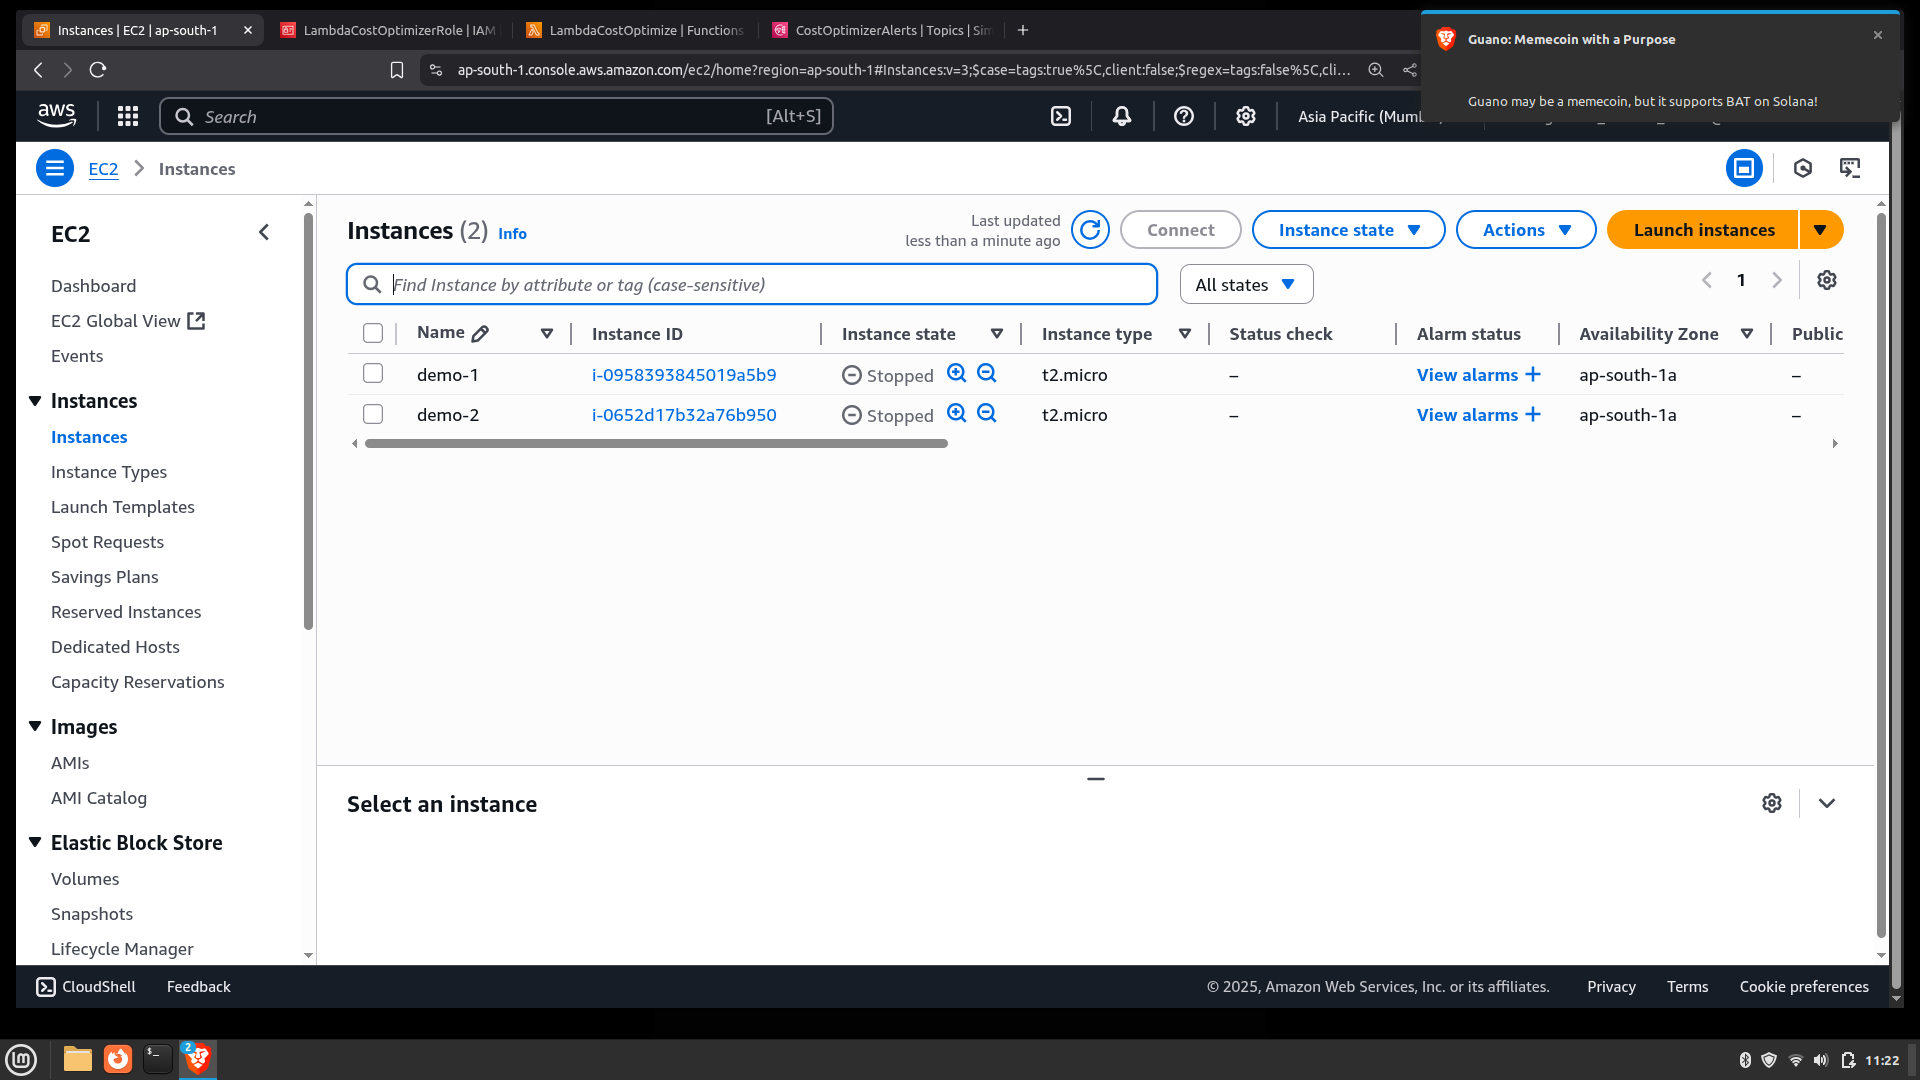 Instances | EC2 | ap-south-1
LambdaCostOptimizerRole | IAM
LambdaCostOptimize | Functions
CostOptimizerAlerts | Topics | Sim
Guano: Memecoin with a Purpose
Guano may be a memecoin, but it supports BAT on Solana!
ap-south-1.console.aws.amazon.com/ec2/home?region=ap-south-1#Instances:v=3;$case=tags:true%5C,client:false;$regex=tags:false%5C,cli...
aws
Search
[Alt+S]
Asia Pacific (Mumb
EC2
Instances
EC2
Dashboard
EC2 Global View
Events
Instances
Instances
Instance Types
Launch Templates
Spot Requests
Savings Plans
Reserved Instances
Dedicated Hosts
Capacity Reservations
Images
AMIs
AMI Catalog
Elastic Block Store
Volumes
Snapshots
Lifecycle Manager
Instances (2) Info
Last updated
less than a minute ago
Connect
Instance state
Actions
Launch instances
Find Instance by attribute or tag (case-sensitive)
All states
1
Name Instance ID Instance state Instance type Status check Alarm status Availability Zone Public
demo-1 i-0958393845019a5b9 Stopped t2.micro – View alarms + ap-south-1a –
demo-2 i-0652d17b32a76b950 Stopped t2.micro – View alarms + ap-south-1a –
Select an instance
CloudShell Feedback © 2025, Amazon Web Services, Inc. or its affiliates. Privacy Terms Cookie preferences
2
11:22